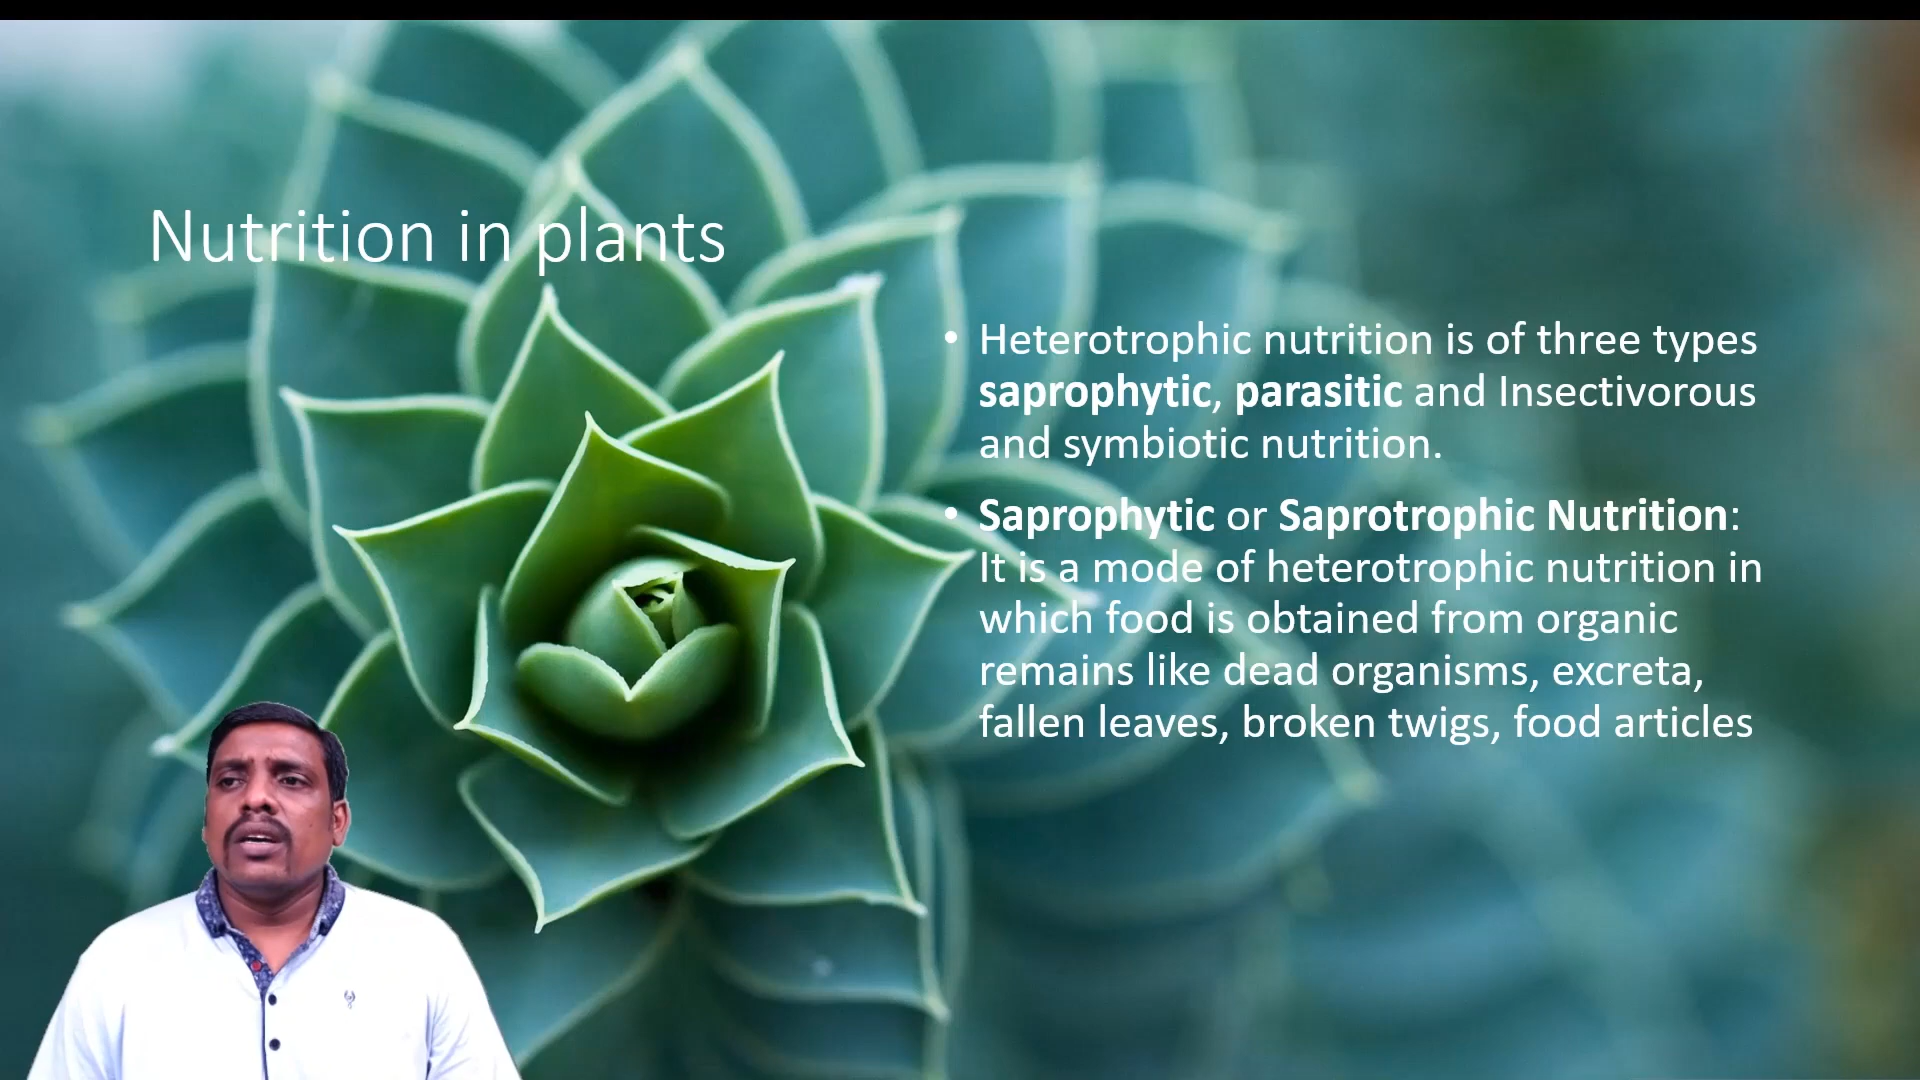 Nutrition in plants
• Heterotrophic nutrition is of three types
saprophytic, parasitic and Insectivorous
and symbiotic nutrition.
• Saprophytic or Saprotrophic Nutrition:
It is a mode of heterotrophic nutrition in
which food is obtained from organic
remains like dead organisms, excreta,
fallen leaves, broken twigs, food articles